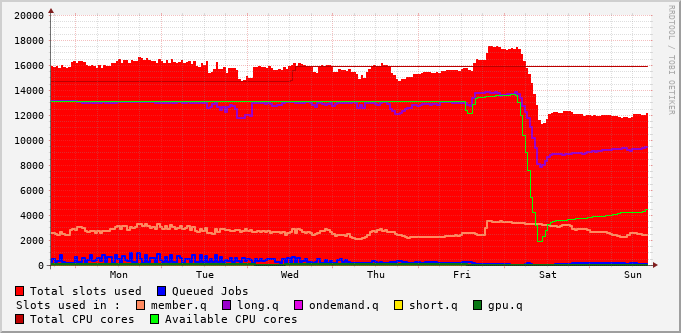 RRDTOOL / TOBI OETIKER
20000
18000
16000
14000
12000
10000
8000
6000
4000
2000
0
Mon Tue Wed Thu Fri Sat Sun
Total slots used Queued Jobs
Slots used in : member.q long.q ondemand.q short.q gpu.q
Total CPU cores Available CPU cores